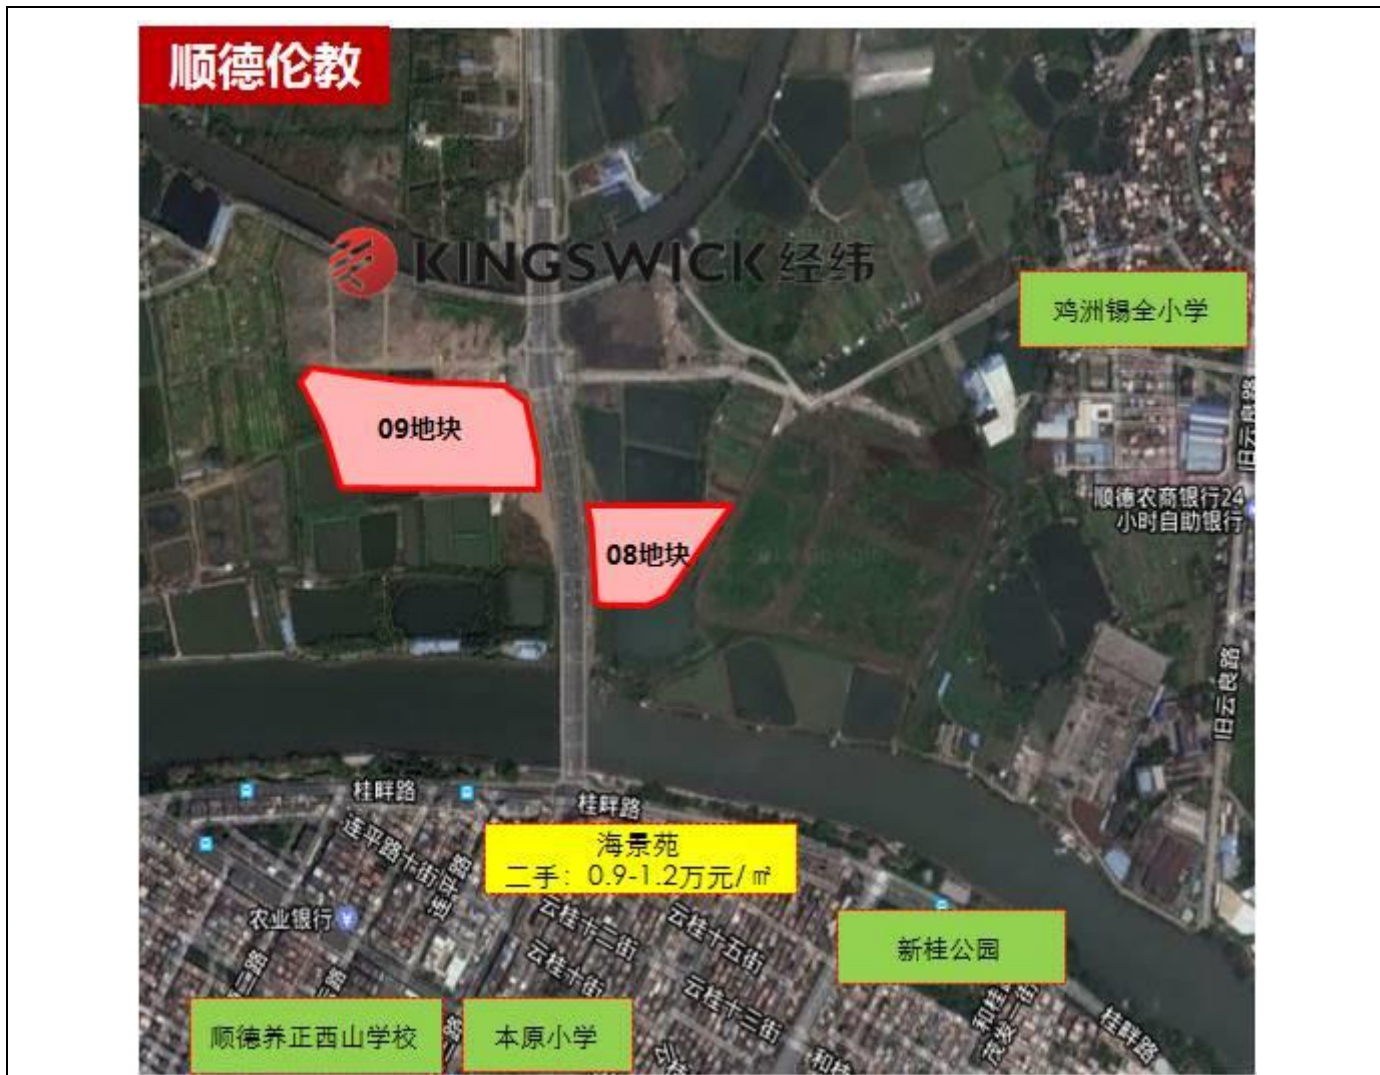 顺德伦教
KINGSWICK 经纬
鸡洲锡全小学
旧云良路
09地块
顺德农商银行24
小时自助银行
08地块
旧云良路
桂畔路
桂畔路
连平路十街
连平路
海景苑
二手：0.9-1.2万元/㎡
农业银行
云桂十二街
云桂十五街
新桂公园
云桂十街
云桂十三街
顺德养正西山学校
本原小学
桂畔路